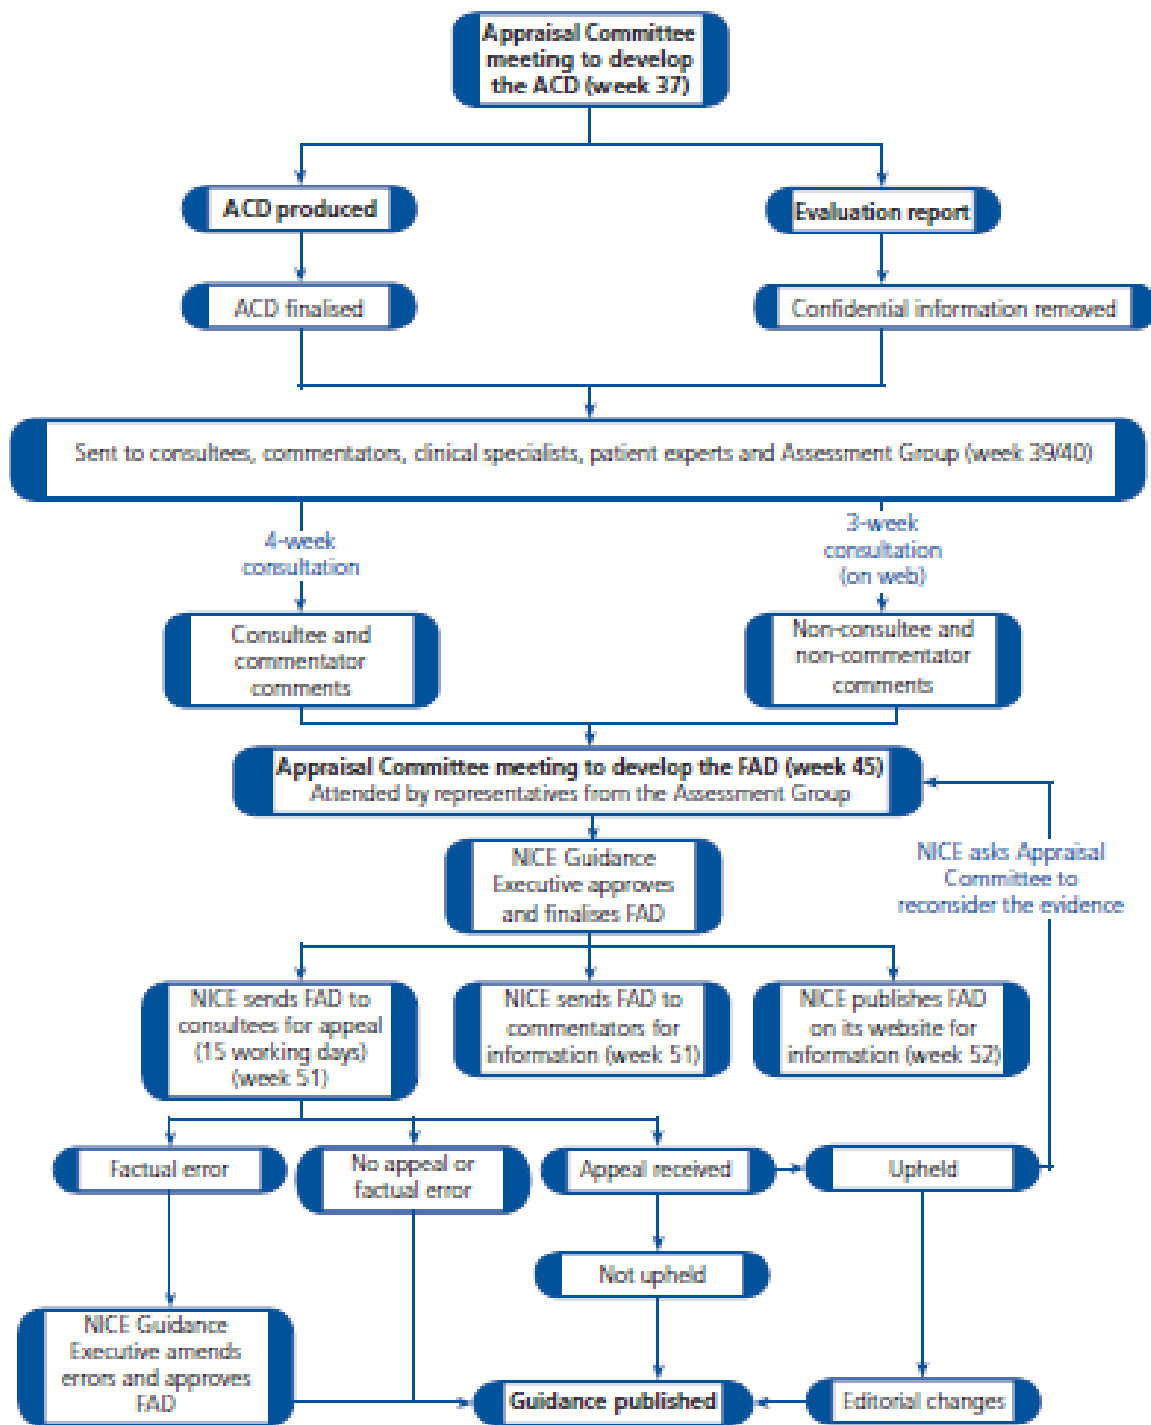 Appraisal Committee
meeting to develop
the ACD (week 37)
ACD produced
Evaluation report
ACD finalised
Confidential information removed
Sent to consultees, commentators, clinical specialists, patient experts and Assessment Group (week 39/40)
4-week
consultation
3-week
consultation
(on web)
Consultee and
commentator
comments
Non-consultee and
non-commentator
comments
Appraisal Committee meeting to develop the FAD (week 45)
Attended by representatives from the Assessment Group
NICE Guidance
Executive approves
and finalises FAD
NICE asks Appraisal
Committee to
reconsider the evidence
NICE sends FAD to
consultees for appeal
(15 working days)
(week 51)
NICE sends FAD to
commentators for
information (week 51)
NICE publishes FAD
on its website for
information (week 52)
Factual error
No appeal or
factual error
Appeal received
Upheld
Not upheld
NICE Guidance
Executive amends
errors and approves
FAD
Guidance published
Editorial changes